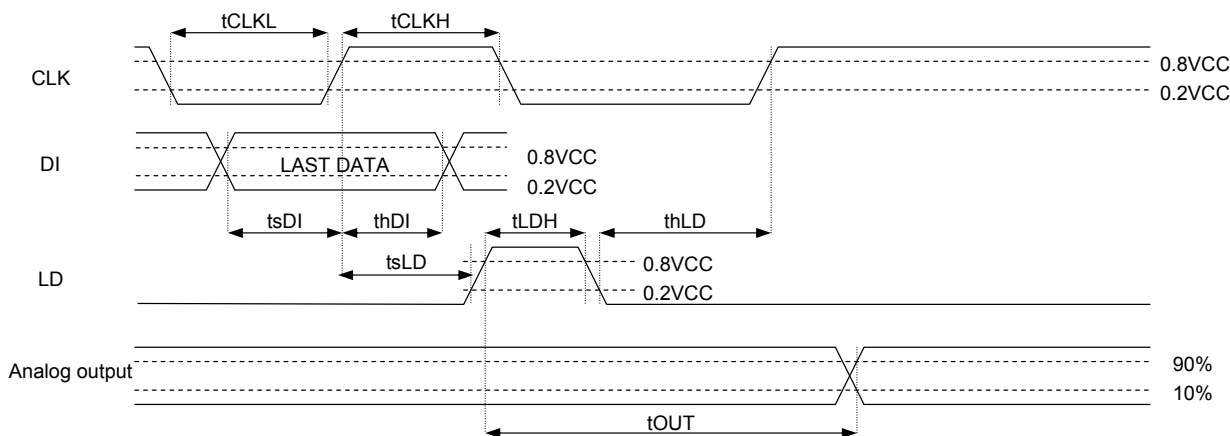 tCLKL tCLKH
CLK
0.8VCC
0.2VCC
DI
LAST DATA
0.8VCC
0.2VCC
tsDI thDI tLDH thLD
tsLD
LD
0.8VCC
0.2VCC
Analog output
90%
10%
tOUT